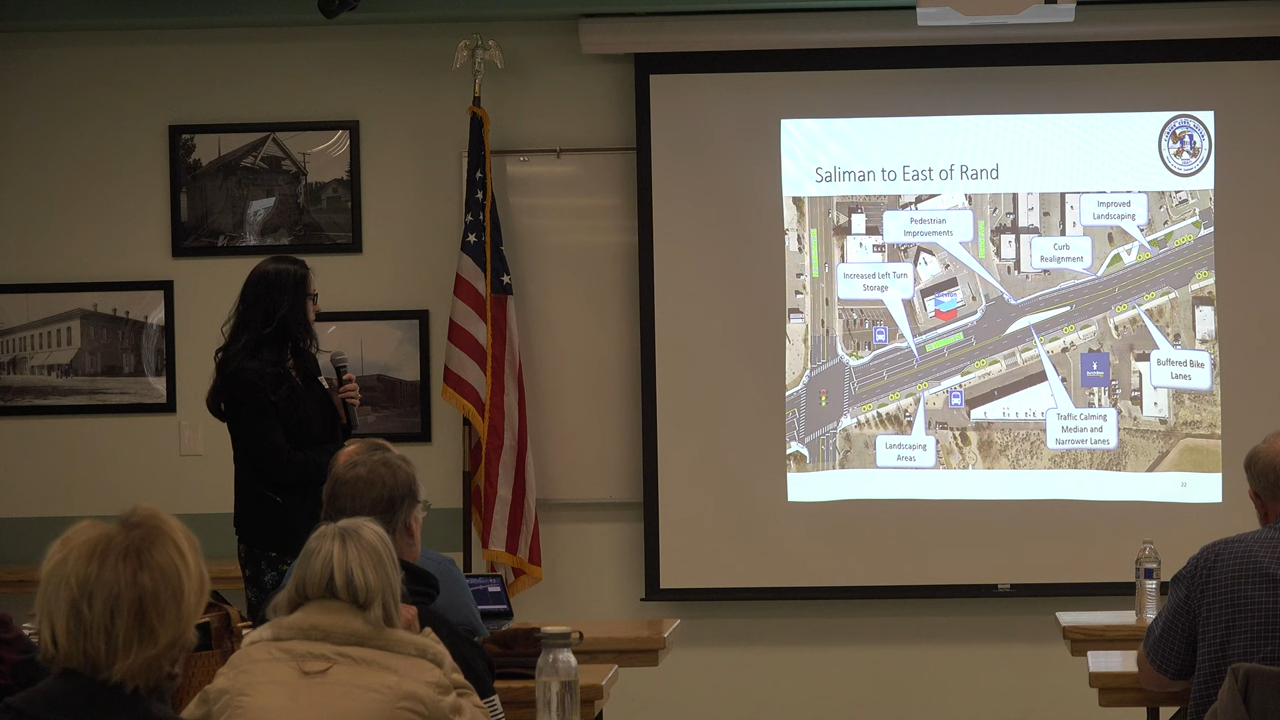 Saliman to East of Rand
Improved
Landscaping
Pedestrian
Improvements
Curb
Realignment
Increased Left Turn
Storage
Buffered Bike
Lanes
Traffic Calming
Median and
Narrower Lanes
Landscaping
Areas
22